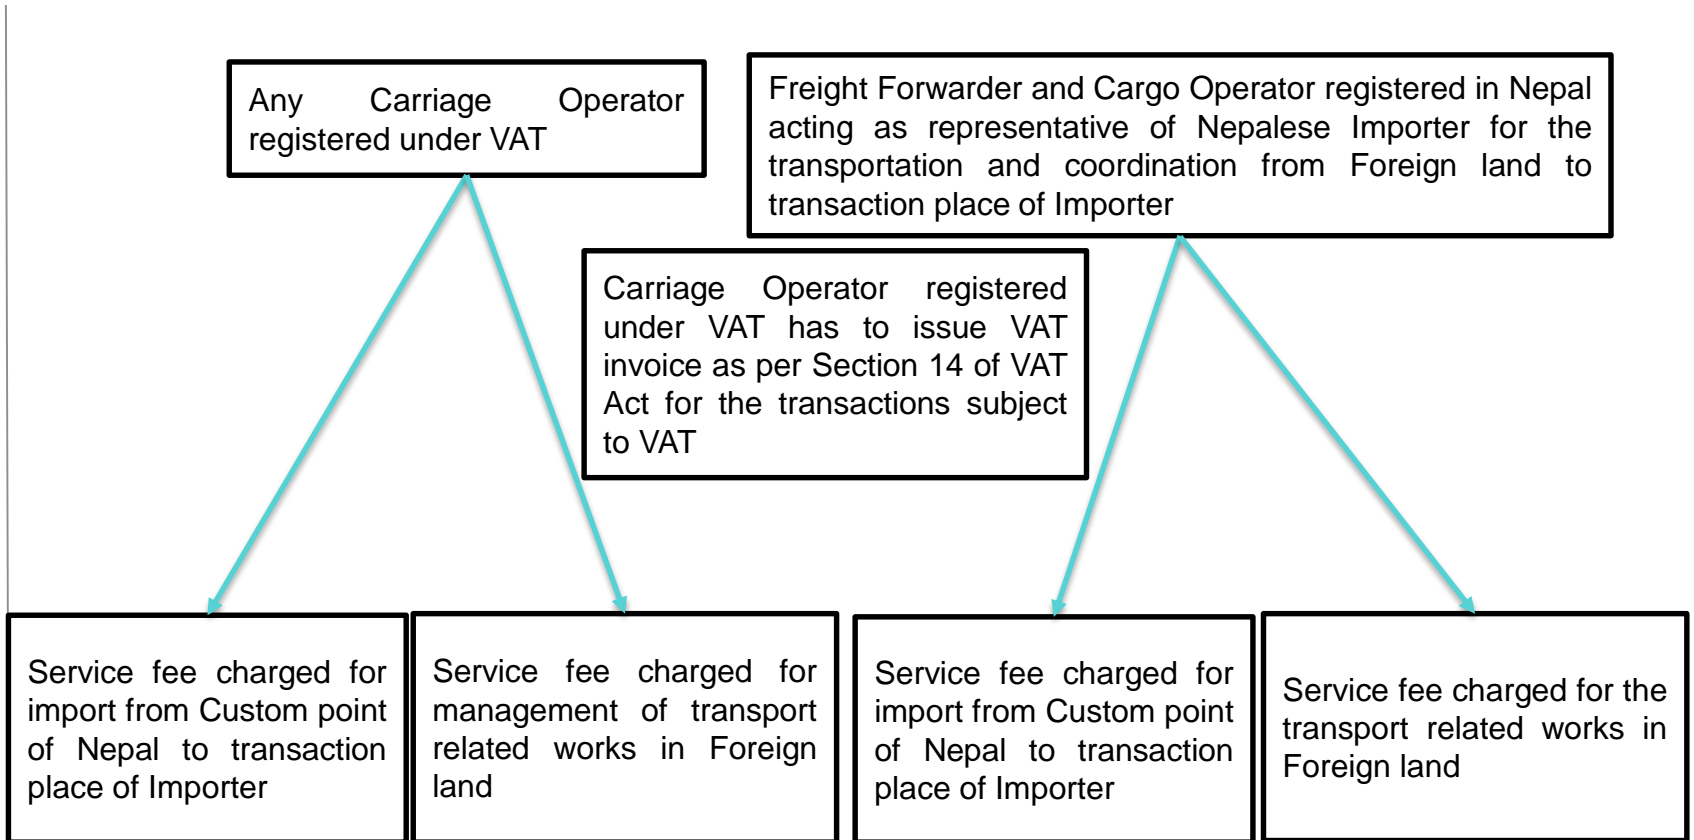 Any Carriage Operator
registered under VAT
Freight Forwarder and Cargo Operator registered in Nepal
acting as representative of Nepalese Importer for the
transportation and coordination from Foreign land to
transaction place of Importer
Carriage Operator registered
under VAT has to issue VAT
invoice as per Section 14 of VAT
Act for the transactions subject
to VAT
Service fee charged for
import from Custom point
of Nepal to transaction
place of Importer
Service fee charged for
management of transport
related works in Foreign
land
Service fee charged for
import from Custom point
of Nepal to transaction
place of Importer
Service fee charged for the
transport related works in
Foreign land